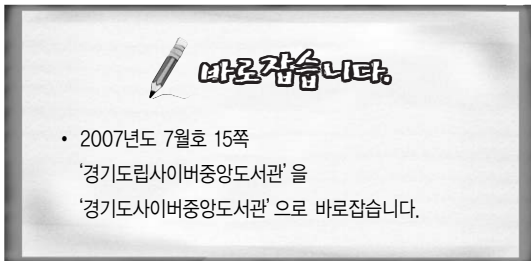 바로잡습니다.
• 2007년도 7월호 15쪽
'경기도립사이버중앙도서관' 을
'경기도사이버중앙도서관' 으로 바로잡습니다.